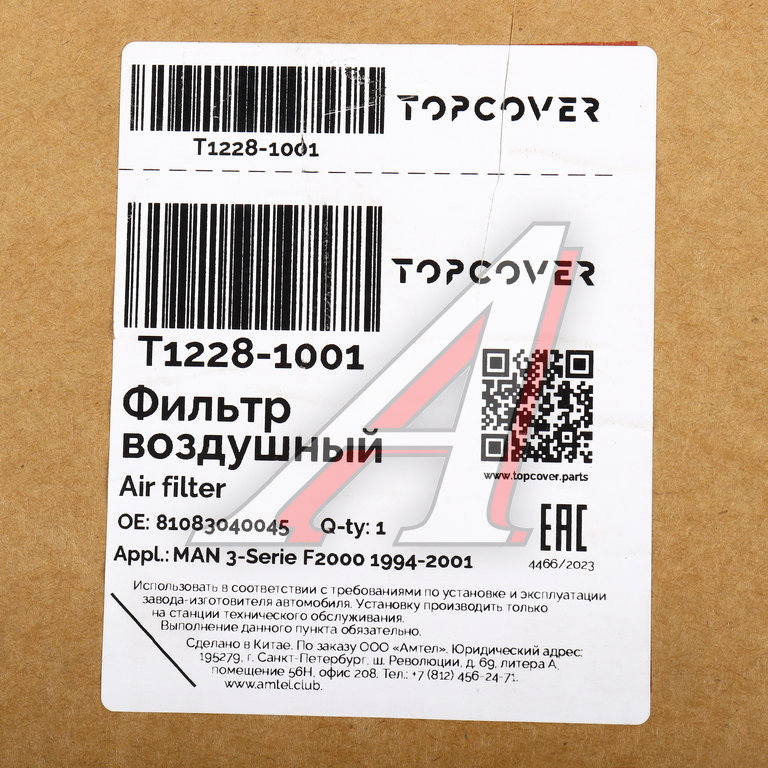 TOPCOVER
T1228-1001
TOPCOVER
T1228-1001
Фильтр
воздушный
Air filter
www.topcover.parts
OE: 81083040045 Q-ty: 1
EAC
Appl.: MAN 3-Serie F2000 1994-2001
4466/2023
Использовать в соответствии с требованиями по установке и эксплуатации
завода-изготовителя автомобиля. Установку производить только
на станции технического обслуживания.
Выполнение данного пункта обязательно.
Сделано в Китае. По заказу ООО «Амтел». Юридический адрес:
195279, г. Санкт-Петербург, ш. Революции, д. 69, литера А,
помещение 56Н, офис 208. Тел.: +7 (812) 456-24-71.
www.amtel.club.